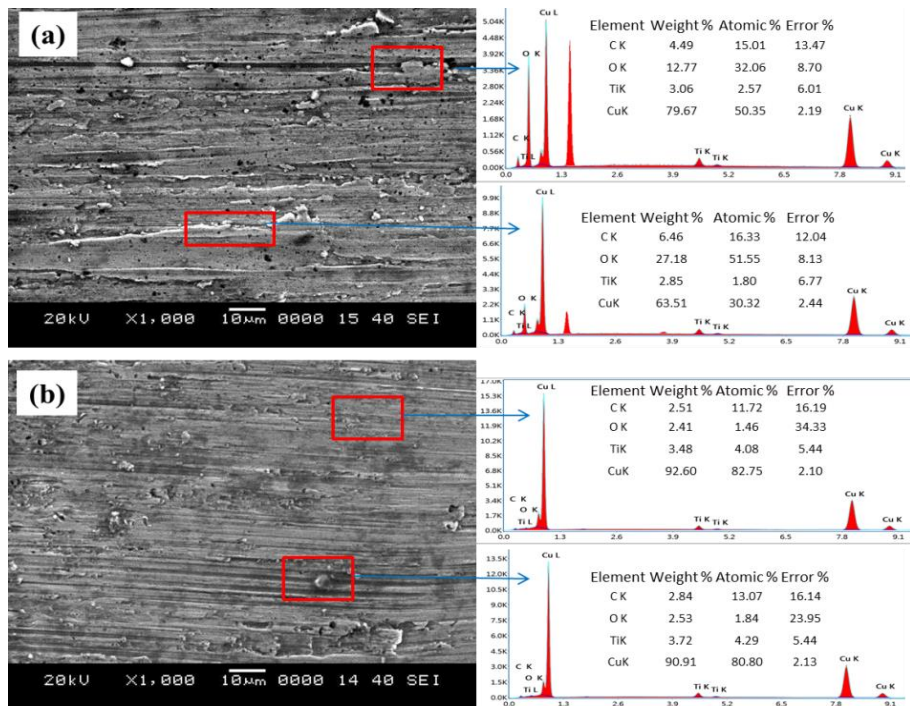 (a)
20kV X1,000 10μm 0000 15 40 SEI
5.04K
4.48K
3.92K
3.36K
2.80K
2.24K
1.68K
1.12K
0.56K
0.00K
Cu L
O K
C K
Ti L
Ti K
Ti K
Cu K
Cu K
0.0 1.3 2.6 3.9 5.2 6.5 7.8 9.1
Element Weight % Atomic % Error %
C K 4.49 15.01 13.47
O K 12.77 32.06 8.70
TiK 3.06 2.57 6.01
CuK 79.67 50.35 2.19
9.9K
8.8K
7.7K
6.6K
5.5K
4.4K
3.3K
2.2K
1.1K
0.0K
Cu L
O K
C K
Ti L
Ti K
Ti K
Cu K
Cu K
0.0 1.3 2.6 3.9 5.2 6.5 7.8 9.1
Element Weight % Atomic % Error %
C K 6.46 16.33 12.04
O K 27.18 51.55 8.13
TiK 2.85 1.80 6.77
CuK 63.51 30.32 2.44
(b)
20kV X1,000 10μm 0000 14 40 SEI
17.0K
15.3K
13.6K
11.9K
10.2K
8.5K
6.8K
5.1K
3.4K
1.7K
0.0K
Cu L
C K
O K
Ti L
Ti K
Ti K
Cu K
Cu K
0.0 1.3 2.6 3.9 5.2 6.5 7.8 9.1
Element Weight % Atomic % Error %
C K 2.51 11.72 16.19
O K 2.41 1.46 34.33
TiK 3.48 4.08 5.44
CuK 92.60 82.75 2.10
13.5K
12.0K
10.5K
9.0K
7.5K
6.0K
4.5K
3.0K
1.5K
0.0K
Cu L
C K
O K
Ti L
Ti K
Ti K
Cu K
Cu K
0.0 1.3 2.6 3.9 5.2 6.5 7.8 9.1
Element Weight % Atomic % Error %
C K 2.84 13.07 16.14
O K 2.53 1.84 23.95
TiK 3.72 4.29 5.44
CuK 90.91 80.80 2.13